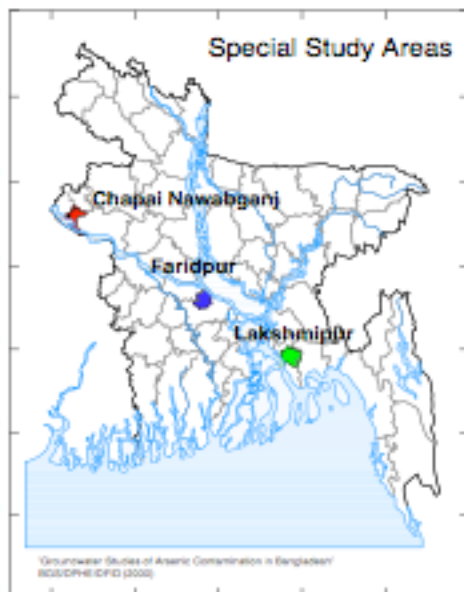 Special Study Areas
Chapai Nawabganj
Faridpur
Lakshmipur
'Groundwater Studies of Arsenic Contamination in Bangladesh'
BGS/DPHE/DFID (2000)